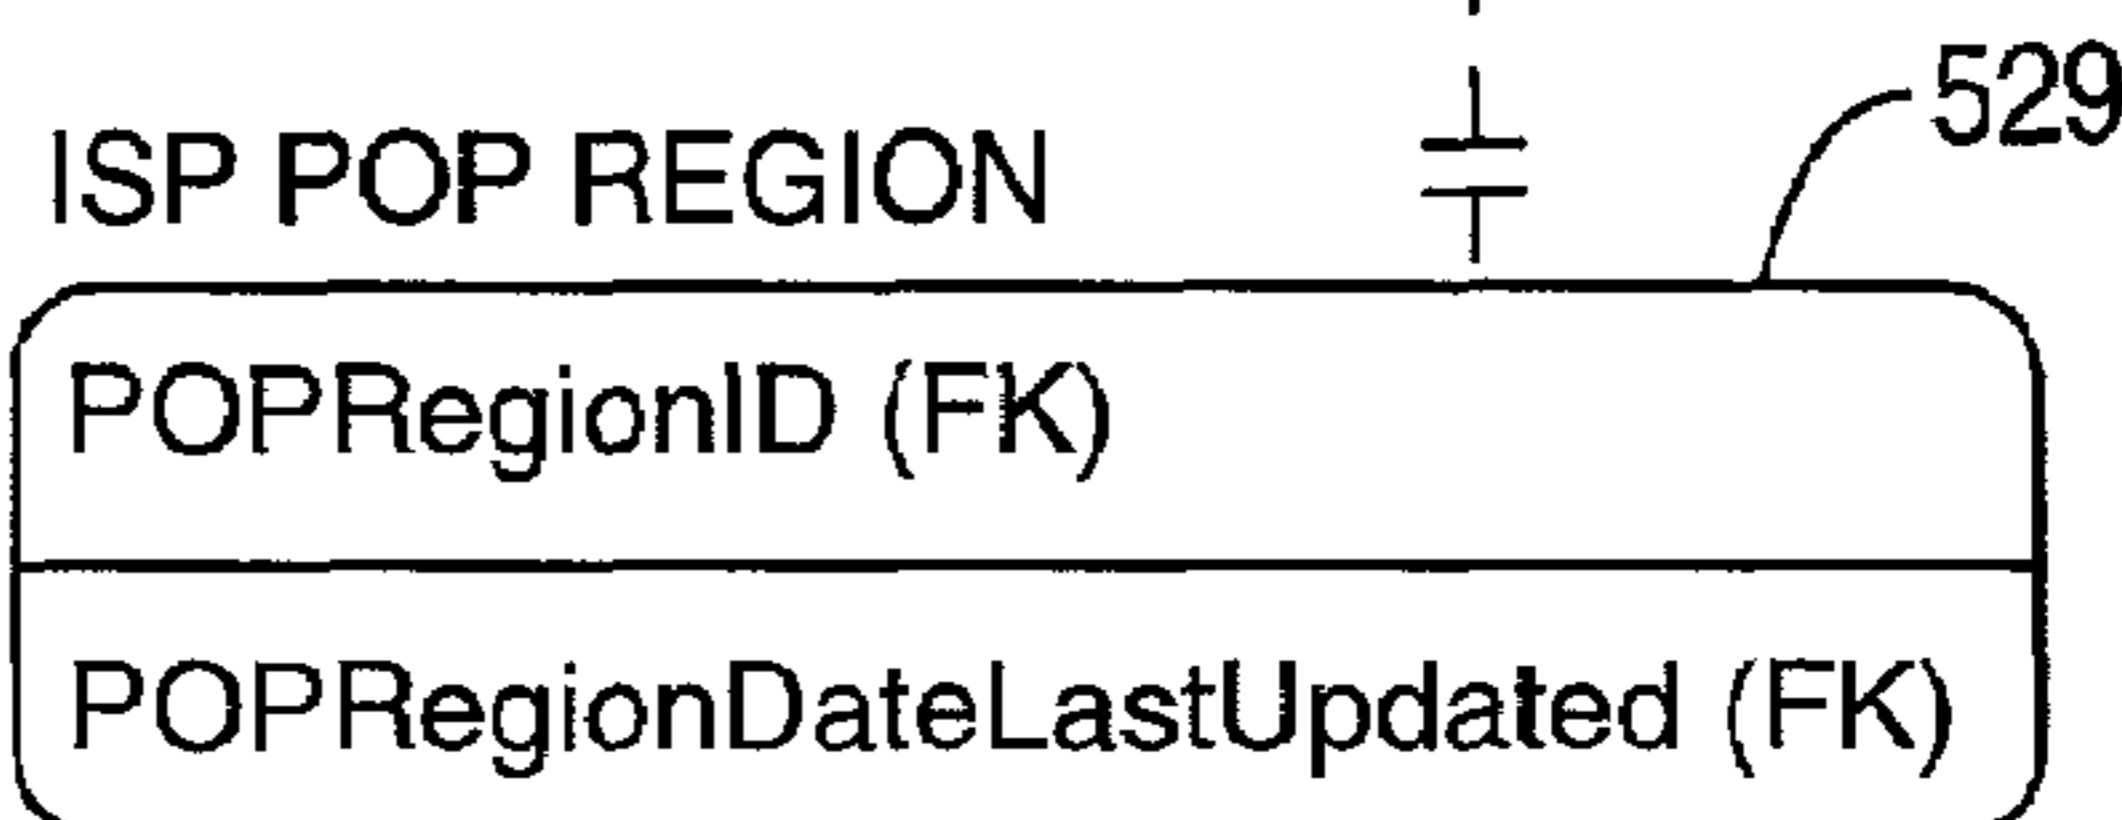 529
ISP POP REGION
POPRegionID (FK)
POPRegionDateLastUpdated (FK)